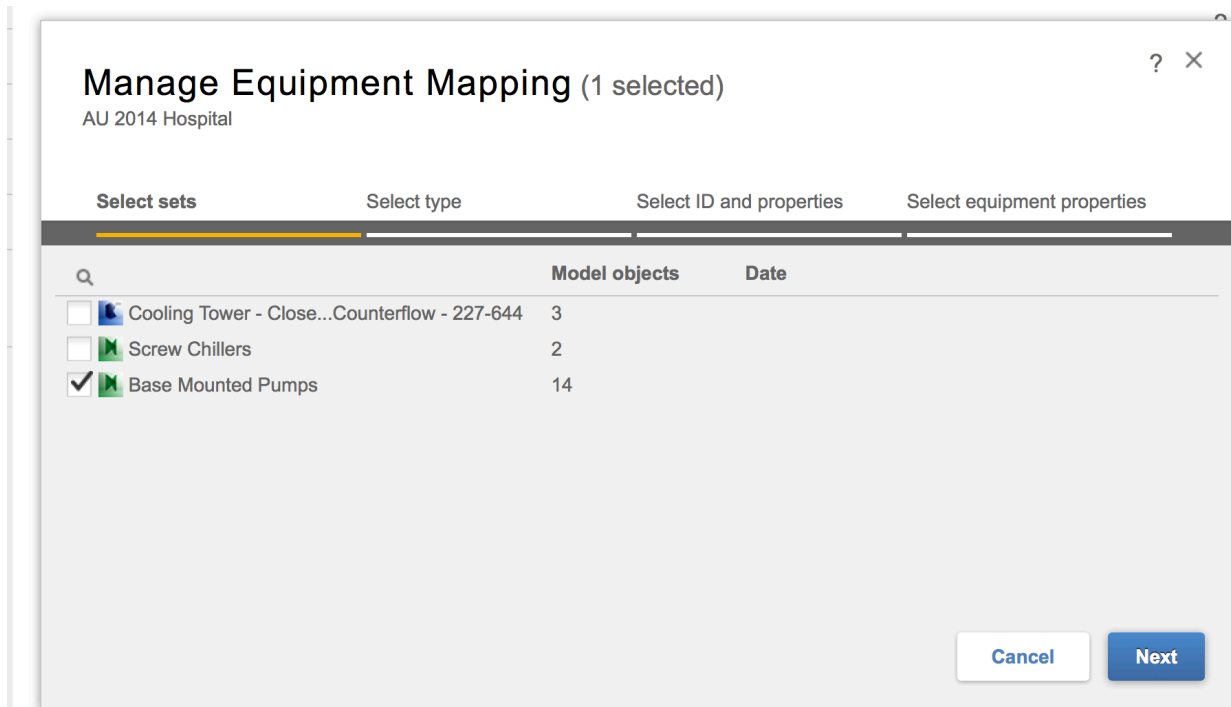 Manage Equipment Mapping (1 selected)
? ×
AU 2014 Hospital
Select sets Select type Select ID and properties Select equipment properties
Model objects Date
Cooling Tower - Close...Counterflow - 227-644 3
Screw Chillers 2
Base Mounted Pumps 14
Cancel Next